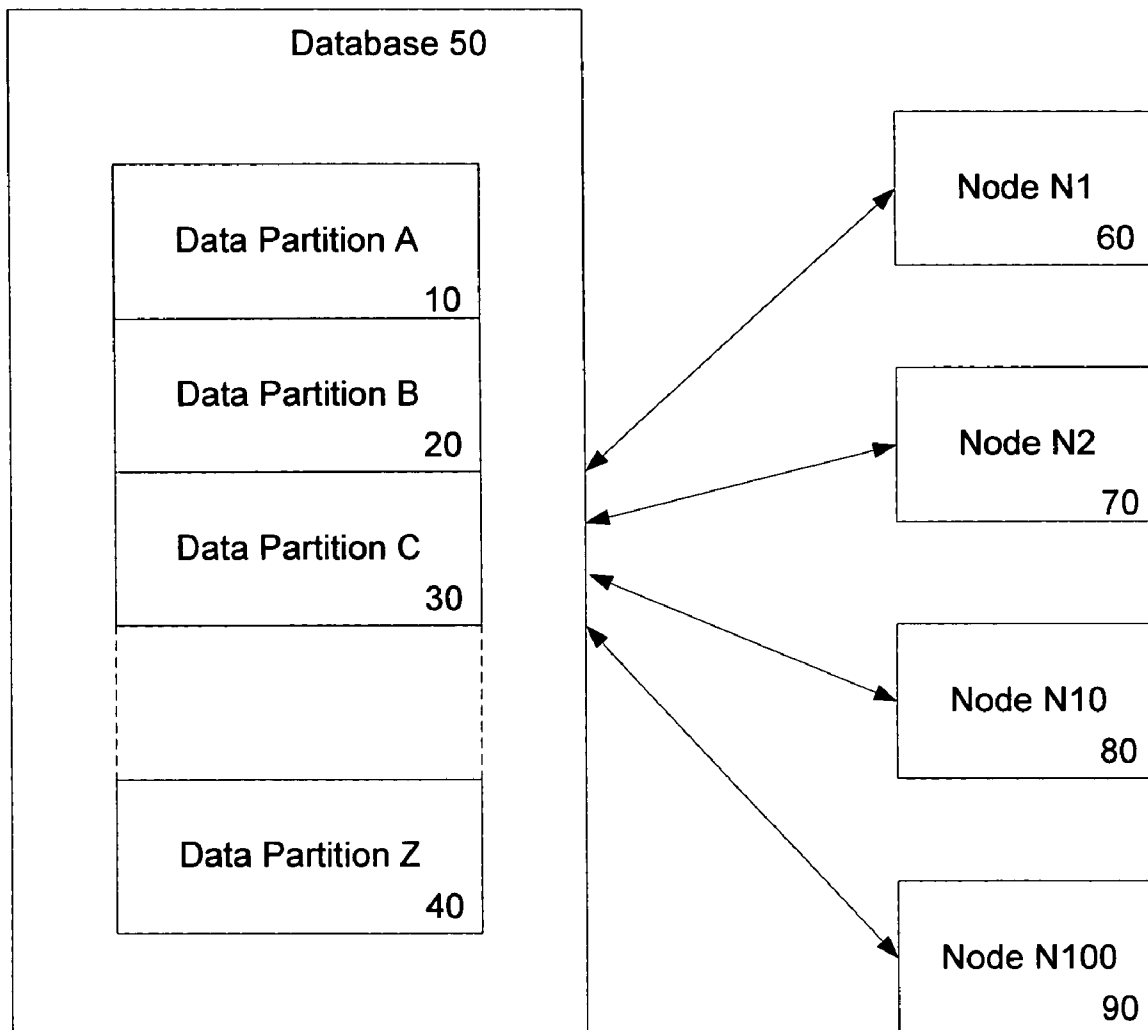 Database 50
Data Partition A
10
Data Partition B
20
Data Partition C
30
Data Partition Z
40
Node N1
60
Node N2
70
Node N10
80
Node N100
90